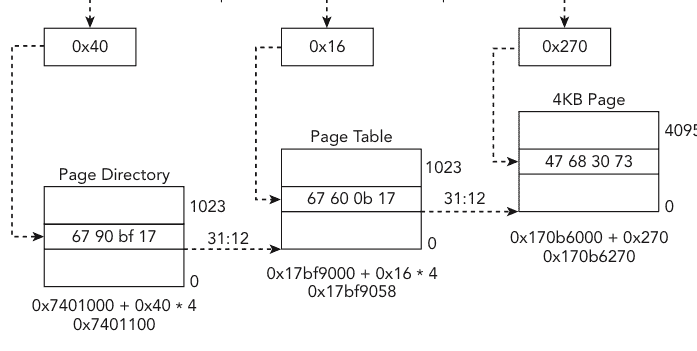 0x40
0x16
0x270
4KB Page
4095
47 68 30 73
0
Page Table
1023
67 60 0b 17
31:12
0
Page Directory
1023
67 90 bf 17
31:12
0
0x170b6000 + 0x270
0x170b6270
0x17bf9000 + 0x16 * 4
0x17bf9058
0x7401000 + 0x40 * 4
0x7401100